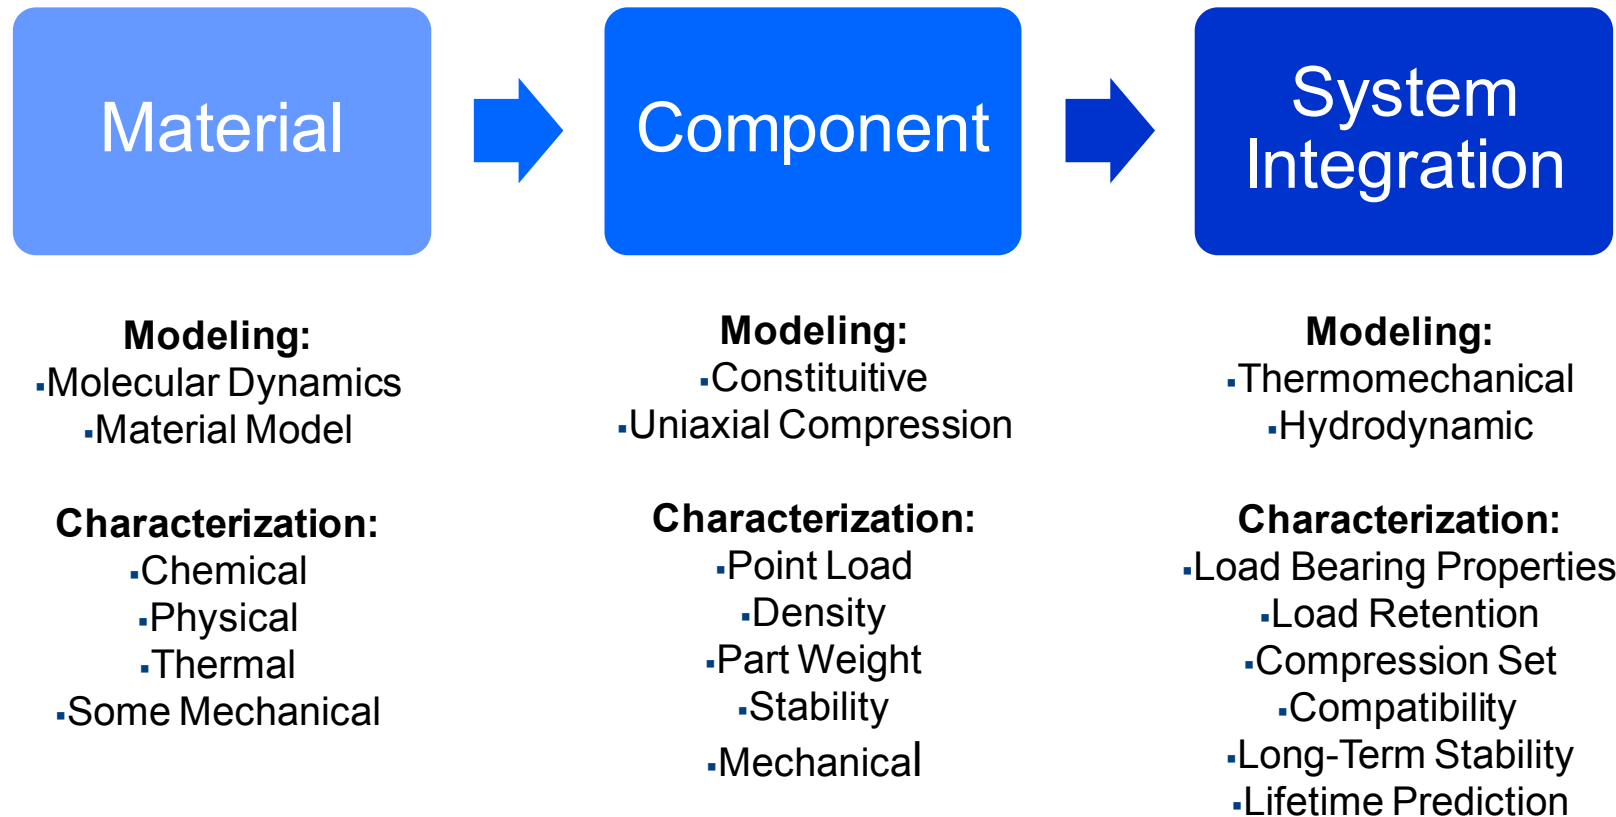 Material
Component
System
Integration
Modeling:
▪Molecular Dynamics
▪Material Model
Characterization:
▪Chemical
▪Physical
▪Thermal
▪Some Mechanical
Modeling:
▪Constituitive
▪Uniaxial Compression
Characterization:
▪Point Load
▪Density
▪Part Weight
▪Stability
▪Mechanical
Modeling:
▪Thermomechanical
▪Hydrodynamic
Characterization:
▪Load Bearing Properties
▪Load Retention
▪Compression Set
▪Compatibility
▪Long-Term Stability
▪Lifetime Prediction